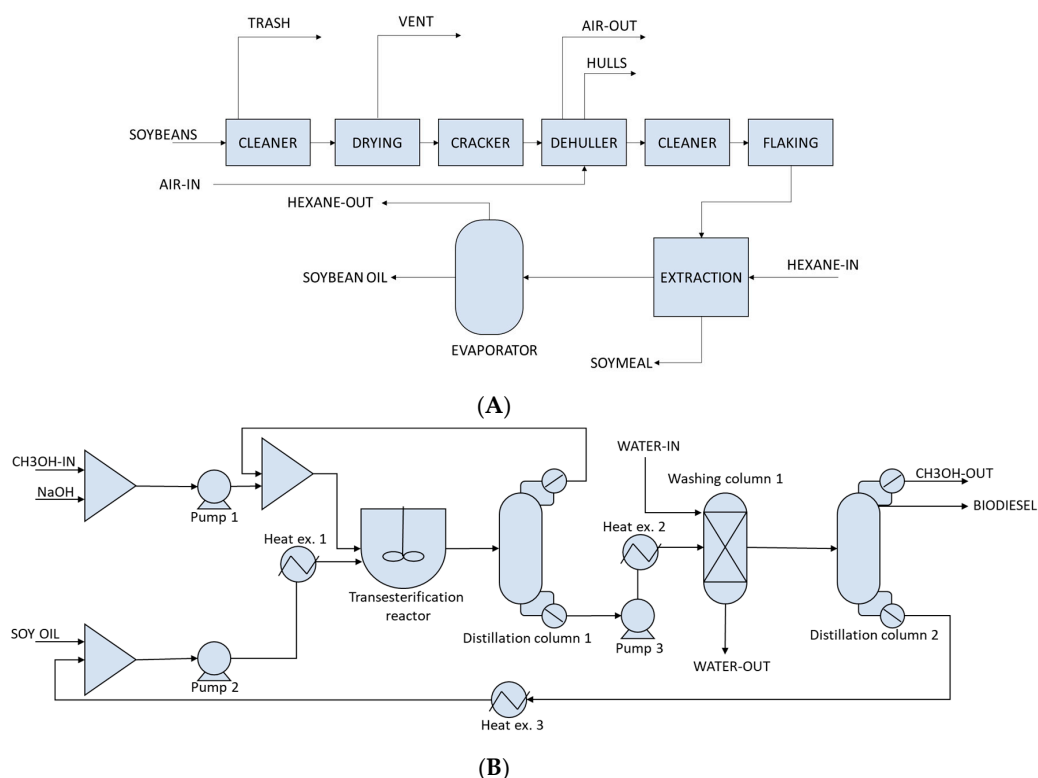 TRASH
VENT
AIR-OUT
HULLS
SOYBEANS
CLEANER
DRYING
CRACKER
DEHULLER
CLEANER
FLAKING
AIR-IN
HEXANE-OUT
SOYBEAN OIL
EXTRACTION
HEXANE-IN
EVAPORATOR
SOYMEAL
(A)
CH3OH-IN
NaOH
Pump 1
Heat ex. 1
Transesterification
reactor
WATER-IN
Washing column 1
Heat ex. 2
CH3OH-OUT
BIODIESEL
SOY OIL
Pump 2
Distillation column 1
Pump 3
WATER-OUT
Distillation column 2
Heat ex. 3
(B)